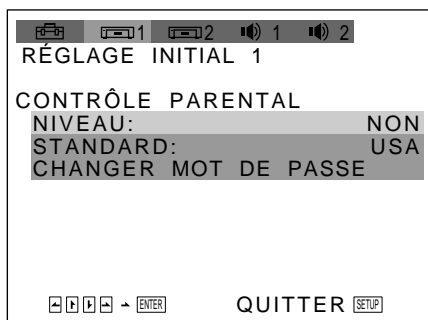 1 2 1 2
RÉGLAGE INITIAL 1
CONTRÔLE PARENTAL
NIVEAU: NON
STANDARD: USA
CHANGER MOT DE PASSE
ENTER QUITTER SETUP